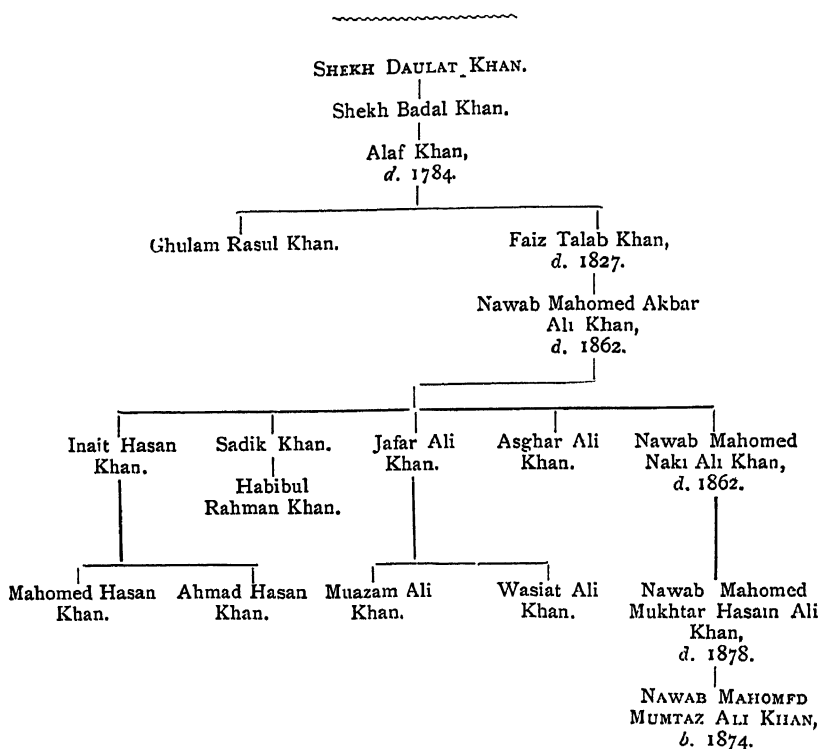 SHEKH DAULAT KHAN.
Shekh Badal Khan.
Alaf Khan,
d. 1784.
Ghulam Rasul Khan.
Faiz Talab Khan,
d. 1827.
Nawab Mahomed Akbar
Ali Khan,
d. 1862.
Inait Hasan
Khan.
Sadik Khan.
Habibul
Rahman Khan.
Jafar Ali
Khan.
Asghar Ali
Khan.
Nawab Mahomed
Naki Ali Khan,
d. 1862.
Mahomed Hasan
Khan.
Ahmad Hasan
Khan.
Muazam Ali
Khan.
Wasiat Ali
Khan.
Nawab Mahomed
Mukhtar Hasain Ali
Khan,
d. 1878.
NAWAB MAHOMED
MUMTAZ ALI KHAN,
b. 1874.